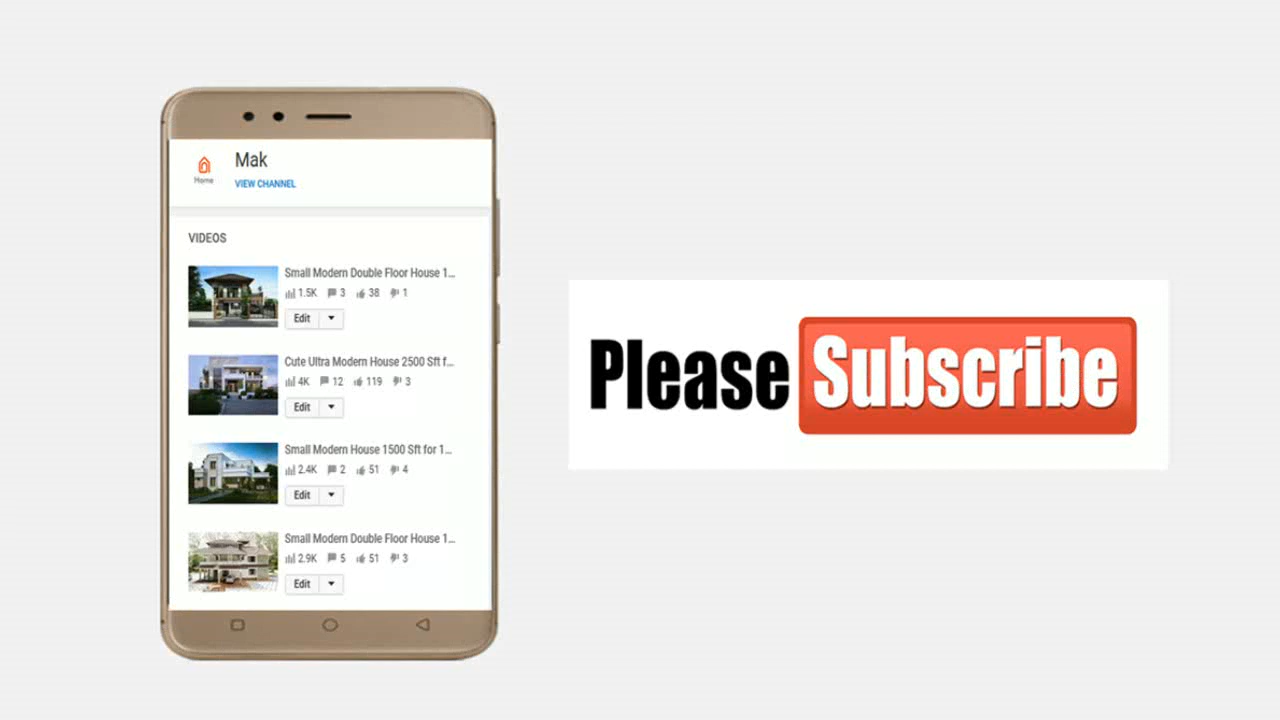 Mak
Home
VIEW CHANNEL
VIDEOS
Small Modern Double Floor House 1...
1.5K 3 38 1
Edit
Cute Ultra Modern House 2500 Sft f...
4K 12 119 3
Edit
Small Modern House 1500 Sft for 1...
2.4K 2 51 4
Edit
Small Modern Double Floor House 1...
2.9K 5 51 3
Edit
Please Subscribe